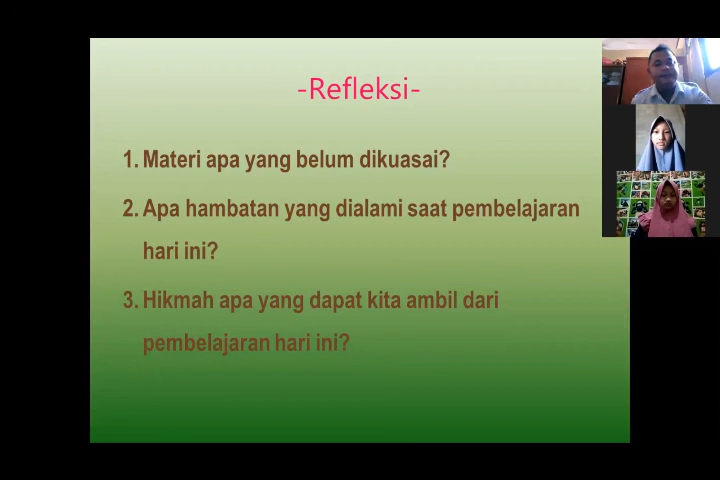 -Refleksi-
1. Materi apa yang belum dikuasai?
2. Apa hambatan yang dialami saat pembelajaran
hari ini?
3. Hikmah apa yang dapat kita ambil dari
pembelajaran hari ini?